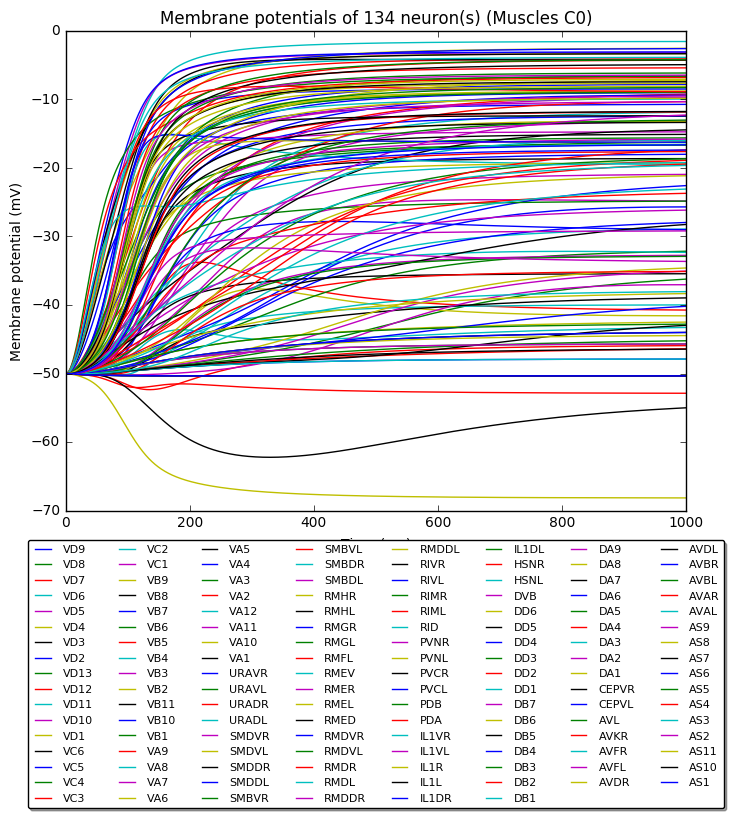 Membrane potentials of 134 neuron(s) (Muscles C0)
Membrane potential (mV)
0
−10
−20
−30
−40
−50
−60
−70
0
200
400
600
800
1000
VD9
VD8
VD7
VD6
VD5
VD4
VD3
VD2
VD13
VD12
VD11
VD10
VD1
VC6
VC5
VC4
VC3
VC2
VC1
VB9
VB8
VB7
VB6
VB5
VB4
VB3
VB2
VB11
VB10
VB1
VA9
VA8
VA7
VA6
VA5
VA4
VA3
VA2
VA12
VA11
VA10
VA1
URAVR
URAVL
URADR
URADL
SMDVR
SMDVL
SMDDR
SMDDL
SMBVR
SMBVL
SMBDR
SMBDL
RMHR
RMHL
RMGR
RMGL
RMFL
RMEV
RMER
RMEL
RMED
RMDVR
RMDVL
RMDR
RMDL
RMDDR
RMDDL
RIVR
RIVL
RIMR
RIML
RID
PVNR
PVNL
PVCR
PVCL
PDB
PDA
IL1VR
IL1VL
IL1R
IL1L
IL1DR
IL1DL
HSNR
HSNL
DVB
DD6
DD5
DD4
DD3
DD2
DD1
DB7
DB6
DB5
DB4
DB3
DB2
DB1
DA9
DA8
DA7
DA6
DA5
DA4
DA3
DA2
DA1
CEPVR
CEPVL
AVL
AVKR
AVFR
AVFL
AVDR
AVDL
AVBR
AVBL
AVAR
AVAL
AS9
AS8
AS7
AS6
AS5
AS4
AS3
AS2
AS11
AS10
AS1